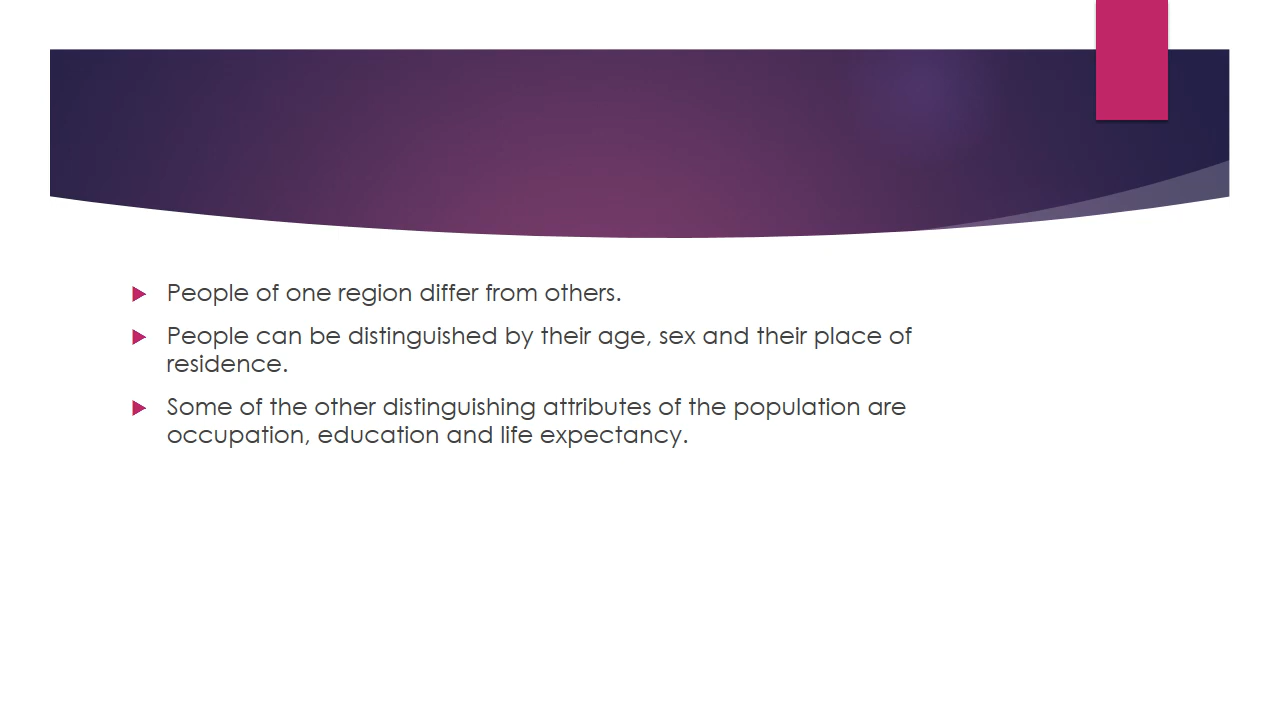 People of one region differ from others.
People can be distinguished by their age, sex and their place of
residence.
Some of the other distinguishing attributes of the population are
occupation, education and life expectancy.